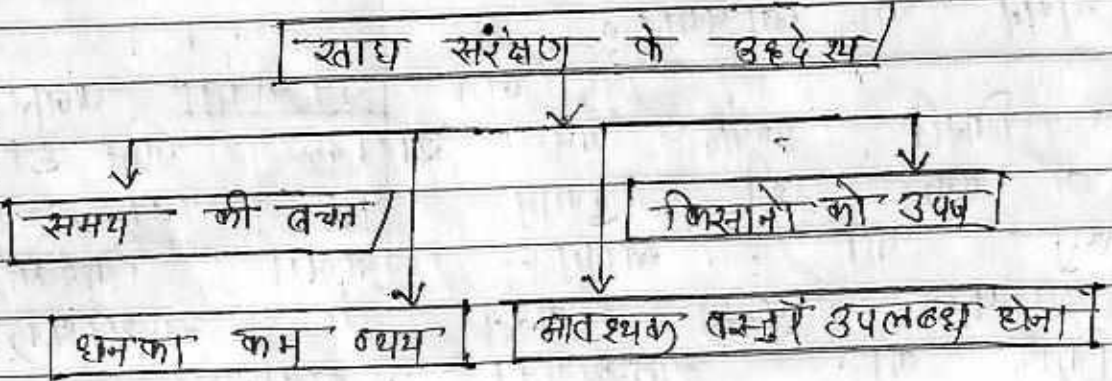 खाद्य संरक्षण के उद्देश्य
समय की बचत
किसानो को उपज
धन का कम व्यय
आवश्यक वस्तुएें उपलब्ध होना